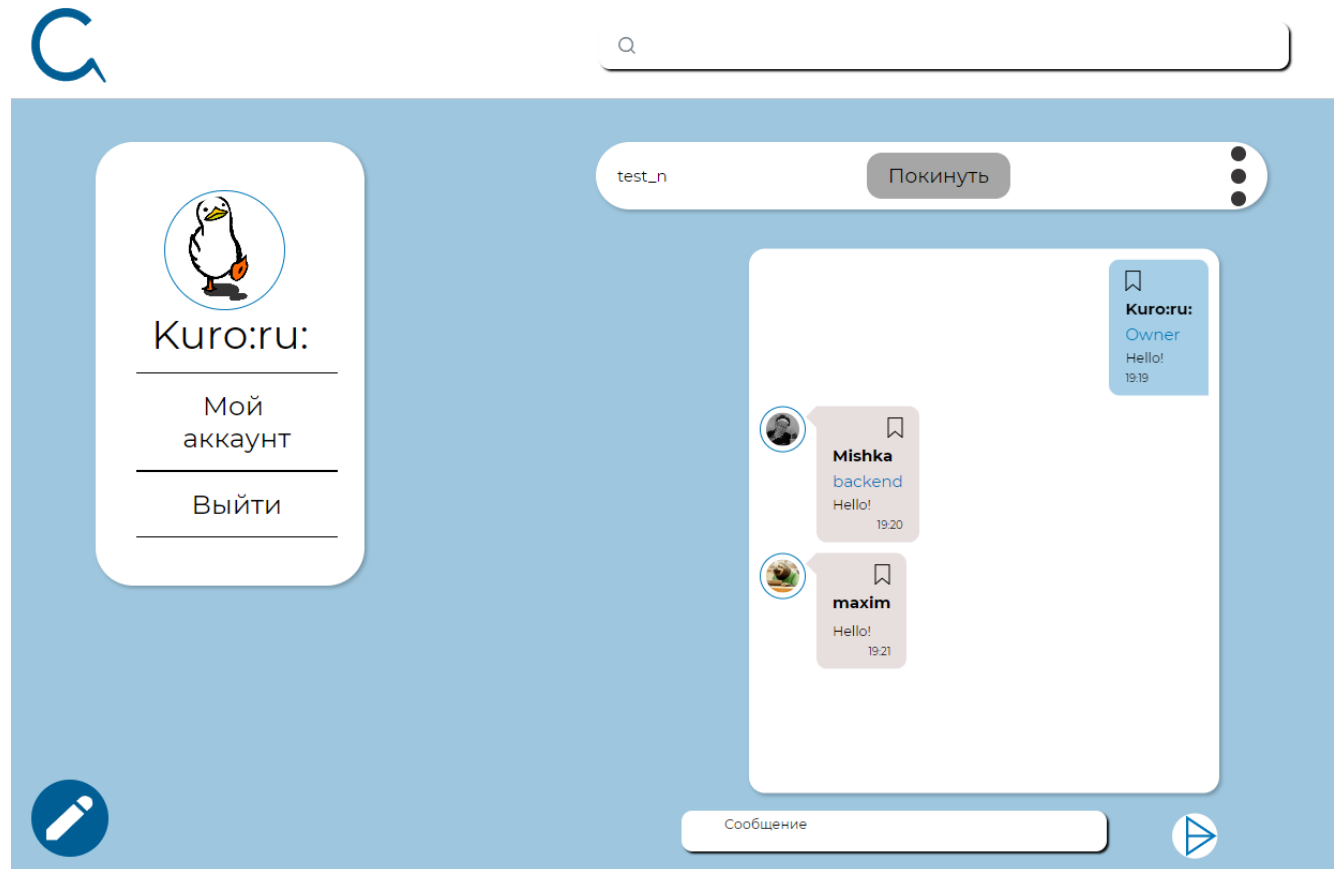 Kuro:ru:
Мой
аккаунт
Выйти
test_n
Покинуть
Kuro:ru:
Owner
Hello!
19:19
Mishka
backend
Hello!
19:20
maxim
Hello!
19:21
Сообщение